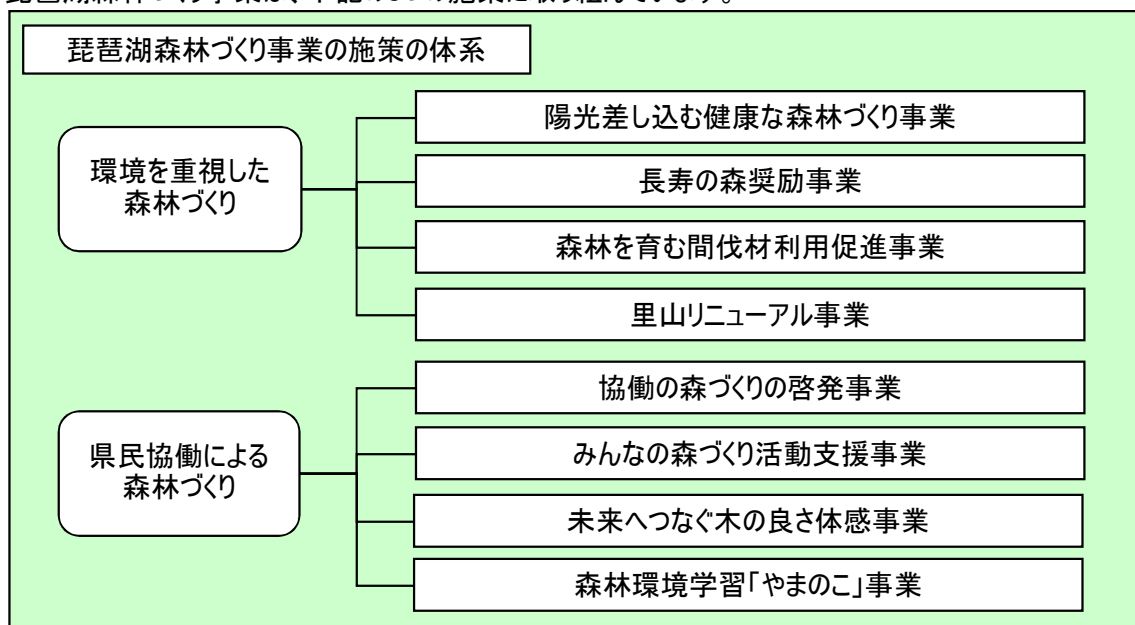 琵琶湖森林づくり事業の施策の体系
陽光差し込む健康な森林づくり事業
環境を重視した
森林づくり
長寿の森奨励事業
森林を育む間伐材利用促進事業
里山リニューアル事業
協働の森づくりの啓発事業
県民協働による
森林づくり
みんなの森づくり活動支援事業
未来へつなぐ木の良さ体感事業
森林環境学習「やまのこ」事業